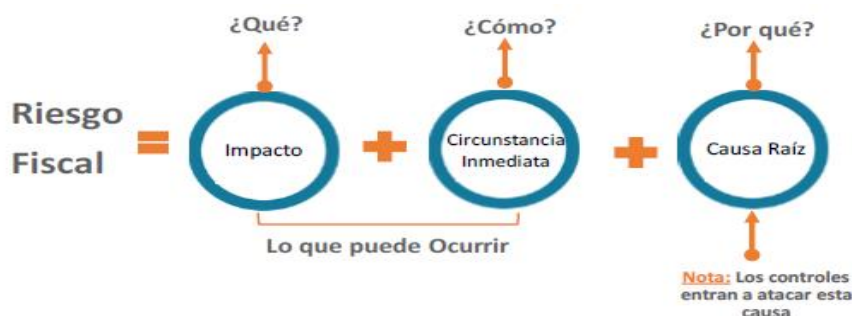 ¿Qué?
¿Cómo?
¿Por qué?
Riesgo
Fiscal
=
Impacto
+
Circunstancia
Inmediata
+
Causa Raíz
Lo que puede Ocurrir
Nota: Los controles
entran a atacar esta
causa